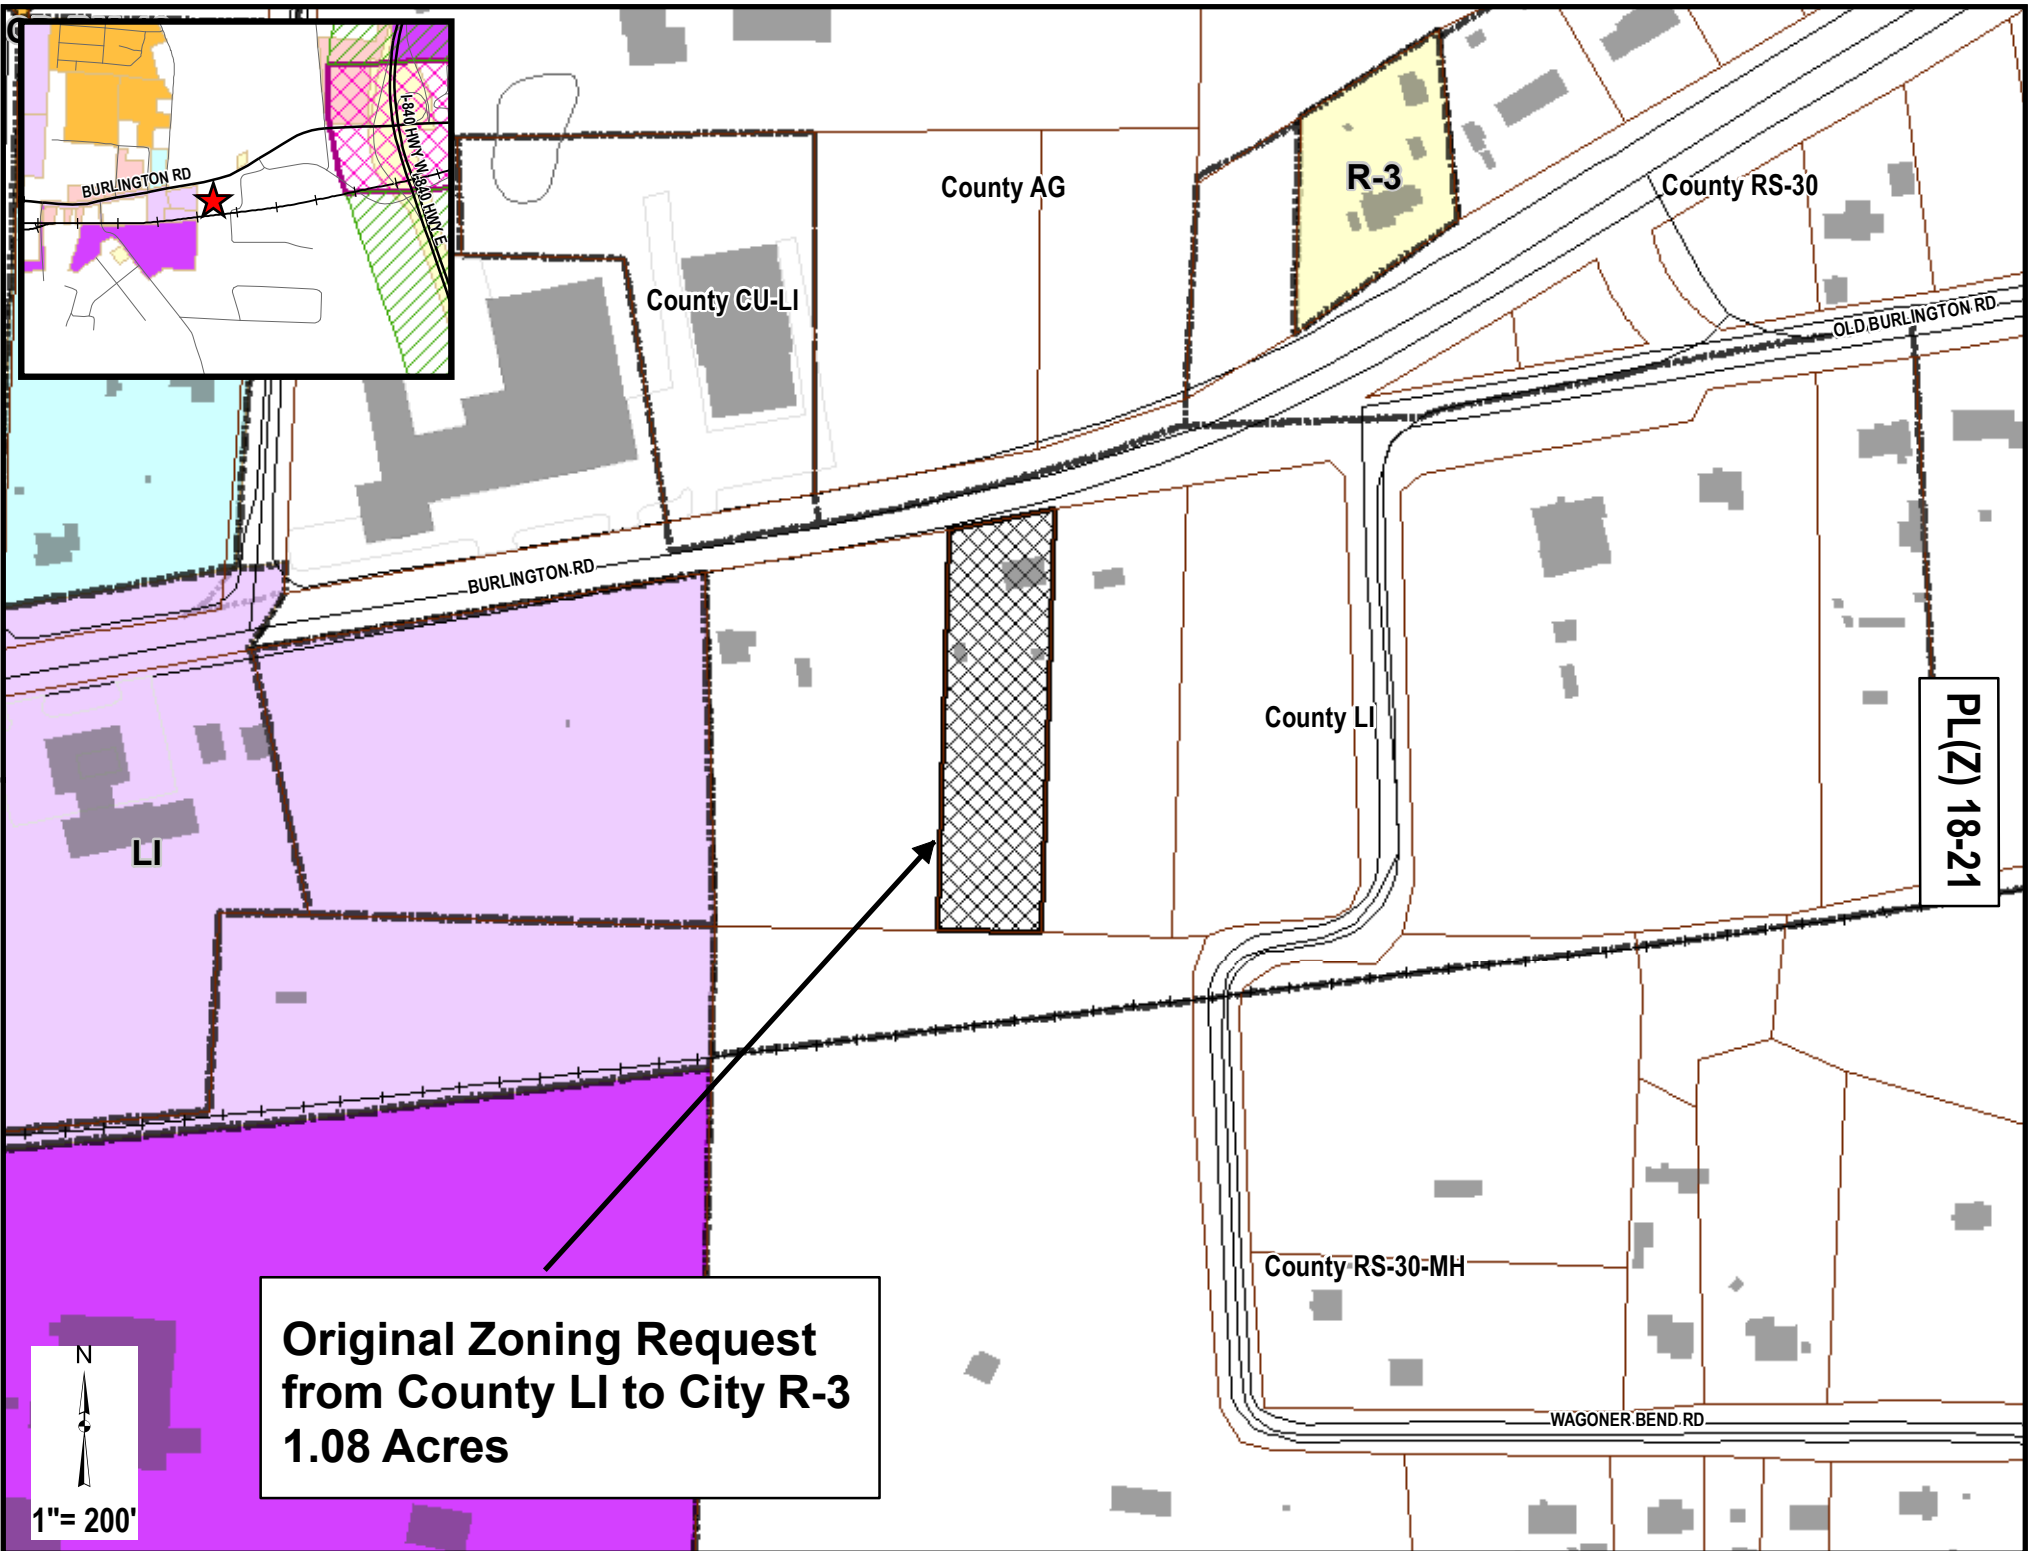 BURLINGTON RD
I-840 HWY W
I-840 HWY E
County AG
R-3
County RS-30
County CU-LI
OLD BURLINGTON RD
BURLINGTON RD
County LI
PL(Z) 18-21
LI
County RS-30-MH
Original Zoning Request
from County LI to City R-3
1.08 Acres
WAGONER BEND RD
N
1"= 200'